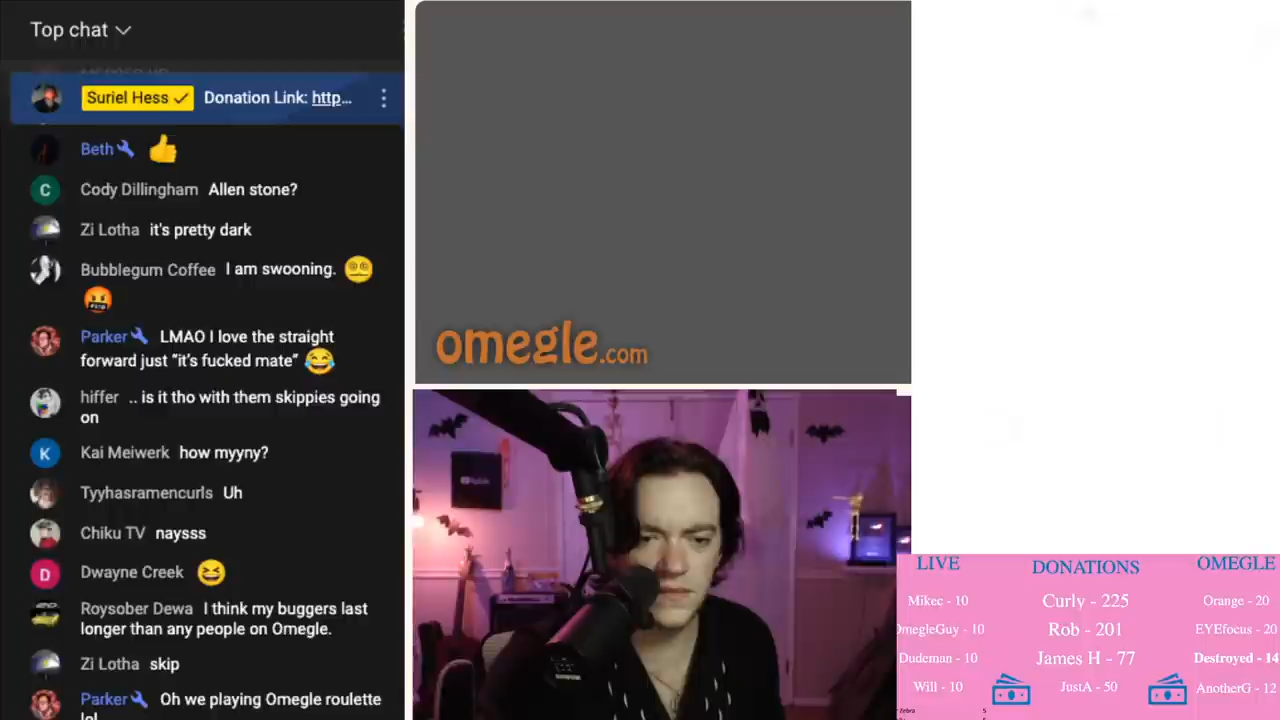 Top chat
Suriel Hess Donation Link: http...
Beth 👍
Cody Dillingham Allen stone?
Zi Lotha it's pretty dark
Bubblegum Coffee I am swooning. 😵‍💫
🤬
Parker LMAO I love the straight
forward just “it’s fucked mate” 😂
hiffer .. is it tho with them skippies going
on
Kai Meiwerk how myyny?
Tyyhasramencurls Uh
Chiku TV naysss
Dwayne Creek 😆
Roysober Dewa I think my buggers last
longer than any people on Omegle.
Zi Lotha skip
Parker Oh we playing Omegle roulette
lol
omegle.com
LIVE
Mikec - 10
OmegleGuy - 10
Dudeman - 10
Will - 10
DONATIONS
Curly - 225
Rob - 201
James H - 77
JustA - 50
OMEGLE
Orange - 20
EYEfocus - 20
Destroyed - 14
AnotherG - 12